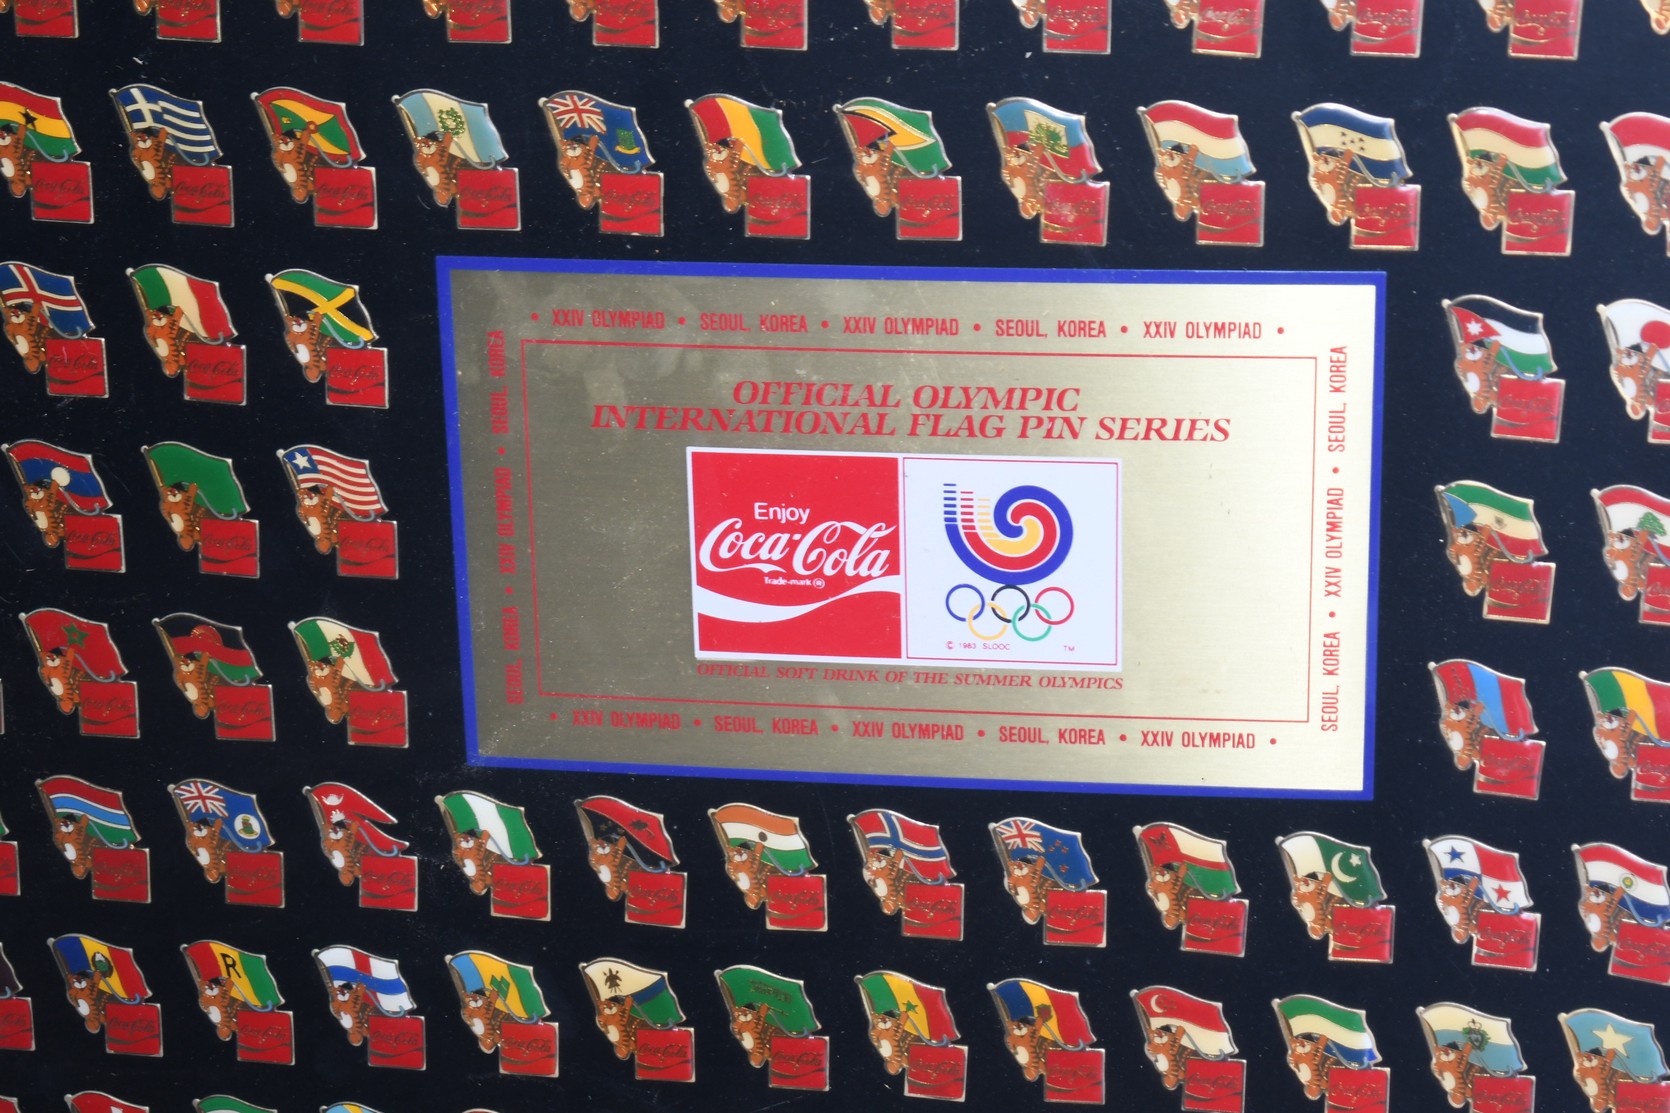 • XXIV OLYMPIAD • SEOUL, KOREA • XXIV OLYMPIAD • SEOUL, KOREA • XXIV OLYMPIAD •
SEOUL, KOREA • XXIV OLYMPIAD • SEOUL, KOREA
OFFICIAL OLYMPIC
INTERNATIONAL FLAG PIN SERIES
Enjoy
Coca-Cola
Trade-mark ®
© 1983 SLOOC
TM
OFFICIAL SOFT DRINK OF THE SUMMER OLYMPICS
SEOUL, KOREA • XXIV OLYMPIAD • SEOUL, KOREA
• XXIV OLYMPIAD • SEOUL, KOREA • XXIV OLYMPIAD • SEOUL, KOREA • XXIV OLYMPIAD •
R